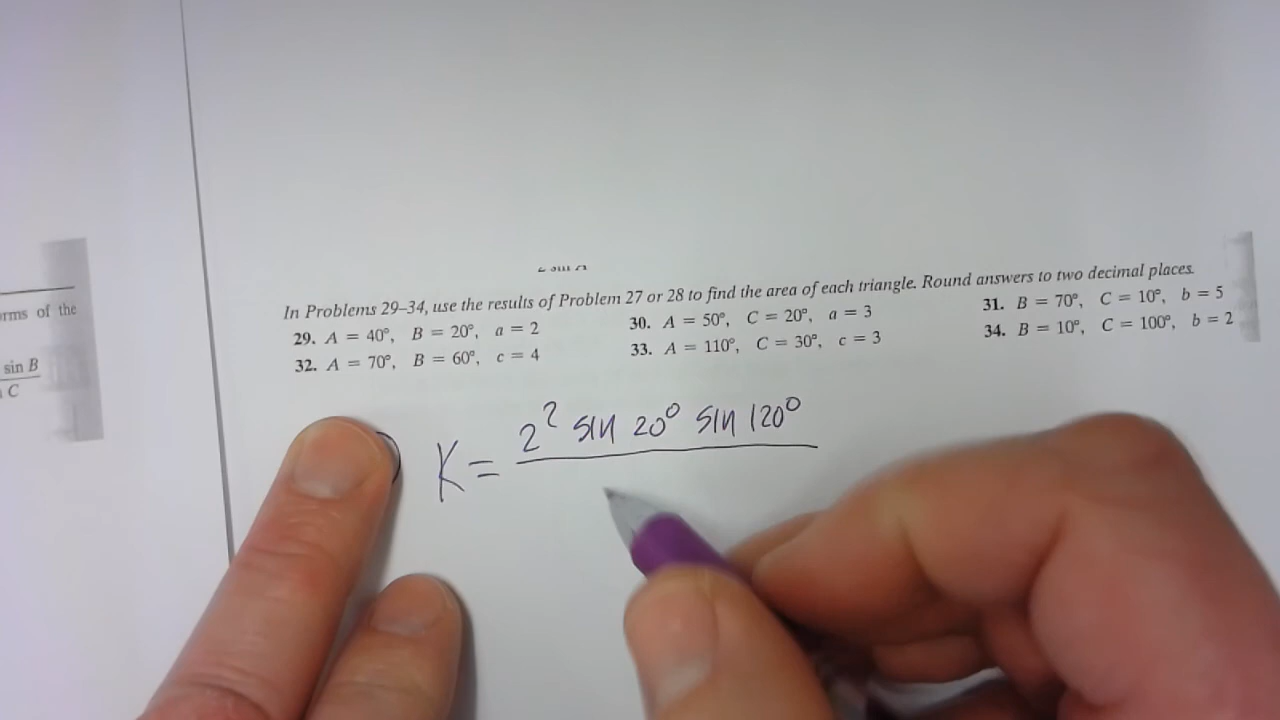 In Problems 29–34, use the results of Problem 27 or 28 to find the area of each triangle. Round answers to two decimal places.
29. A = 40°, B = 20°, a = 2
30. A = 50°, C = 20°, a = 3
31. B = 70°, C = 10°, b = 5
32. A = 70°, B = 60°, c = 4
33. A = 110°, C = 30°, c = 3
34. B = 10°, C = 100°, b = 2
of the
sin B
C
K = 2² sin 20° sin 120°